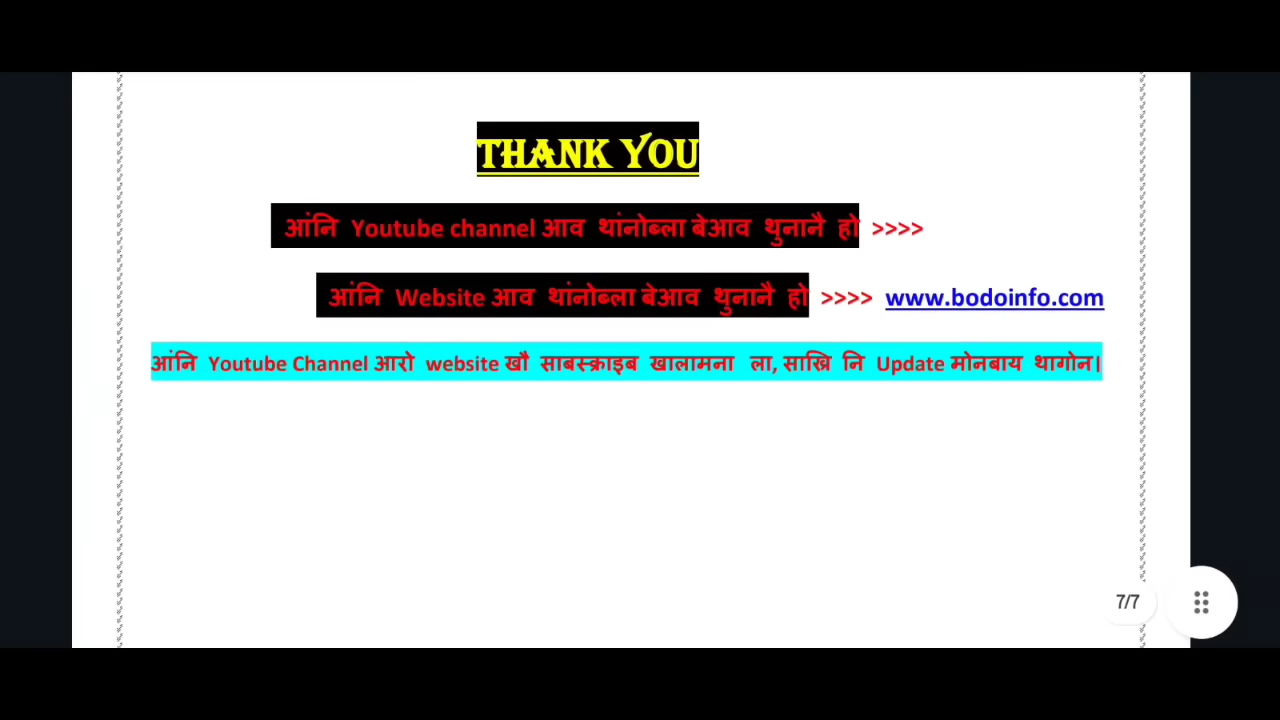 THANK YOU
आंनि Youtube channel आव थांनोब्ला बेआव थुनानै हो >>>>
आंनि Website आव थांनोब्ला बेआव थुनानै हो >>>> www.bodoinfo.com
आंनि Youtube Channel आरो website खौ साबस्क्राइब खालामना ला, साख्रि नि Update मोनबाय थागोन।
7/7